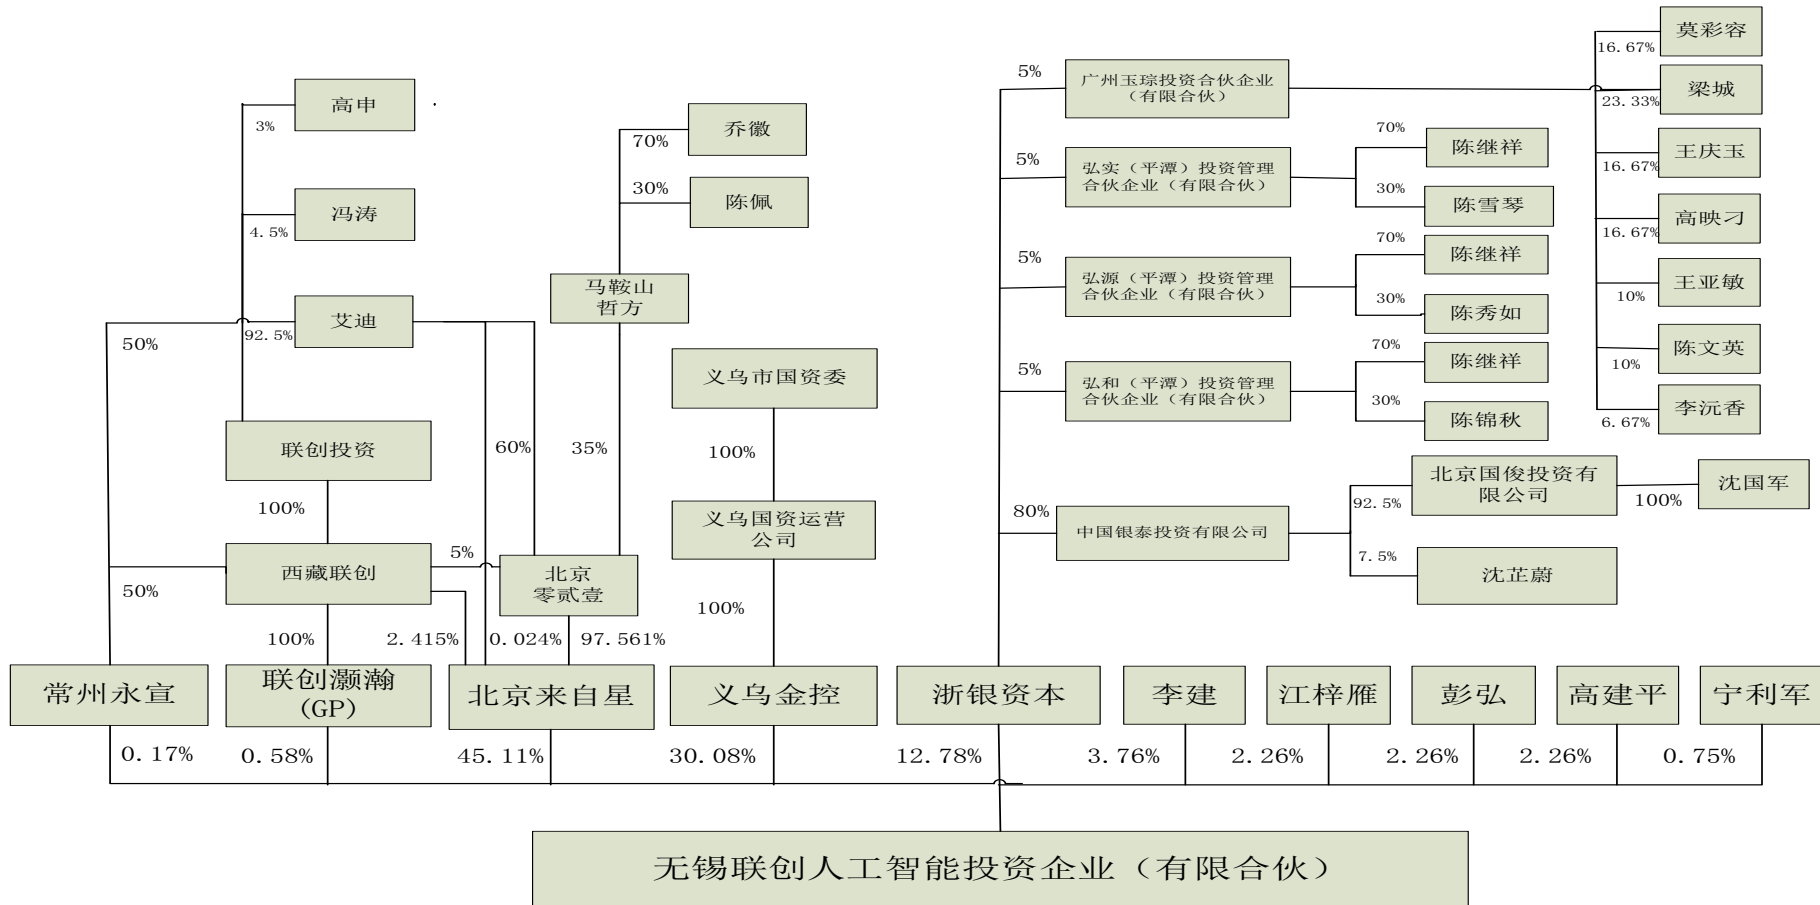 莫彩容
16.67%
高申
3%
5%
广州玉琮投资合伙企业
（有限合伙）
梁城
23.33%
乔徽
70%
70%
陈继祥
王庆玉
16.67%
5%
弘实（平潭）投资管理
合伙企业（有限合伙）
30%
陈佩
30%
陈雪琴
冯涛
4.5%
高映刁
16.67%
70%
陈继祥
5%
弘源（平潭）投资管理
合伙企业（有限合伙）
王亚敏
10%
马鞍山
哲方
30%
陈秀如
艾迪
92.5%
50%
70%
陈继祥
陈文英
10%
义乌市国资委
5%
弘和（平潭）投资管理
合伙企业（有限合伙）
30%
陈锦秋
李沅香
6.67%
联创投资
60%
35%
100%
北京国俊投资有
限公司
92.5%
100%
沈国军
100%
80%
义乌国资运营
公司
中国银泰投资有限公司
7.5%
沈芷蔚
5%
西藏联创
北京
零贰壹
50%
100%
100%
2.415%
0.024%
97.561%
常州永宣
联创灏瀚
(GP)
北京来自星
义乌金控
浙银资本
李建
江梓雁
彭弘
高建平
宁利军
0.17%
0.58%
45.11%
30.08%
12.78%
3.76%
2.26%
2.26%
2.26%
0.75%
无锡联创人工智能投资企业（有限合伙）